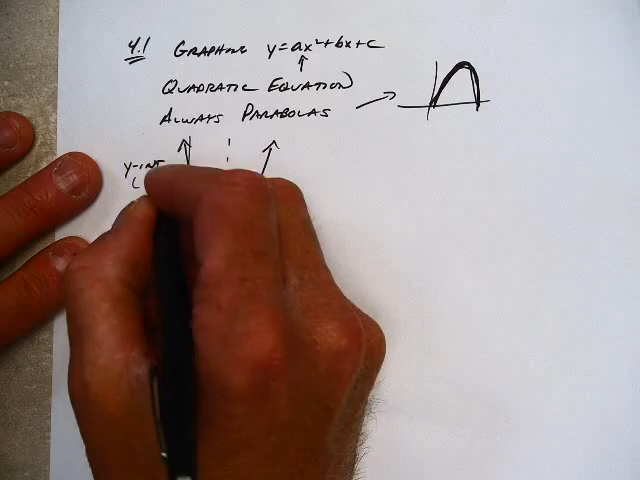 4.1 GRAPHING y=ax²+bx+c
QUADRATIC EQUATION
ALWAYS PARABOLAS
y-int
(